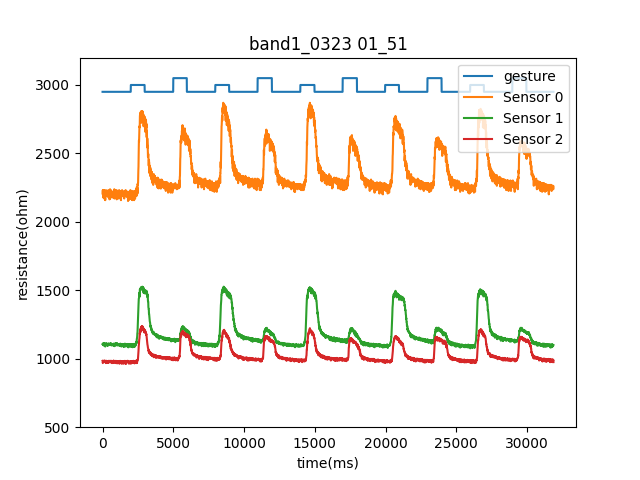 band1_0323 01_51
gesture
Sensor 0
Sensor 1
Sensor 2
resistance(ohm)
3000
2500
2000
1500
1000
500
0 5000 10000 15000 20000 25000 30000
time(ms)